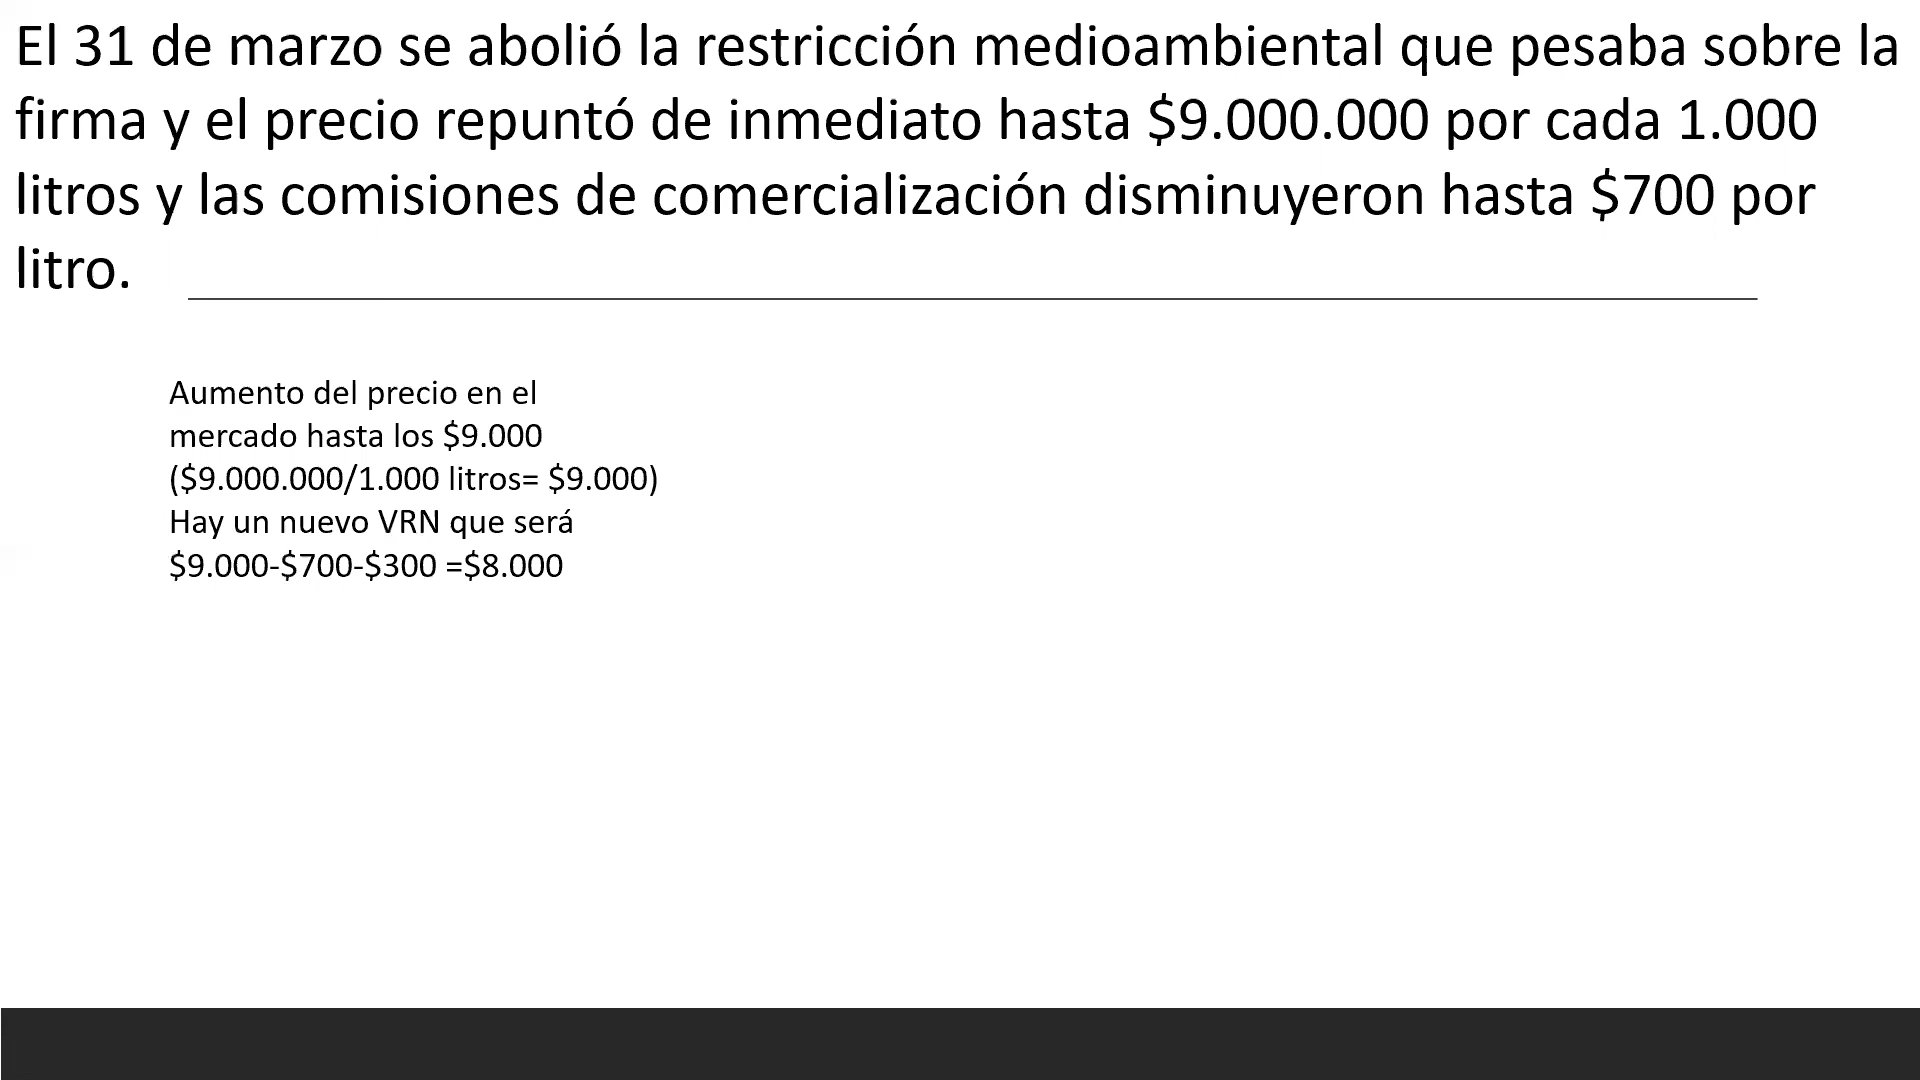 El 31 de marzo se abolió la restricción medioambiental que pesaba sobre la
firma y el precio repuntó de inmediato hasta $9.000.000 por cada 1.000
litros y las comisiones de comercialización disminuyeron hasta $700 por
litro.
Aumento del precio en el
mercado hasta los $9.000
($9.000.000/1.000 litros= $9.000)
Hay un nuevo VRN que será
$9.000-$700-$300 =$8.000